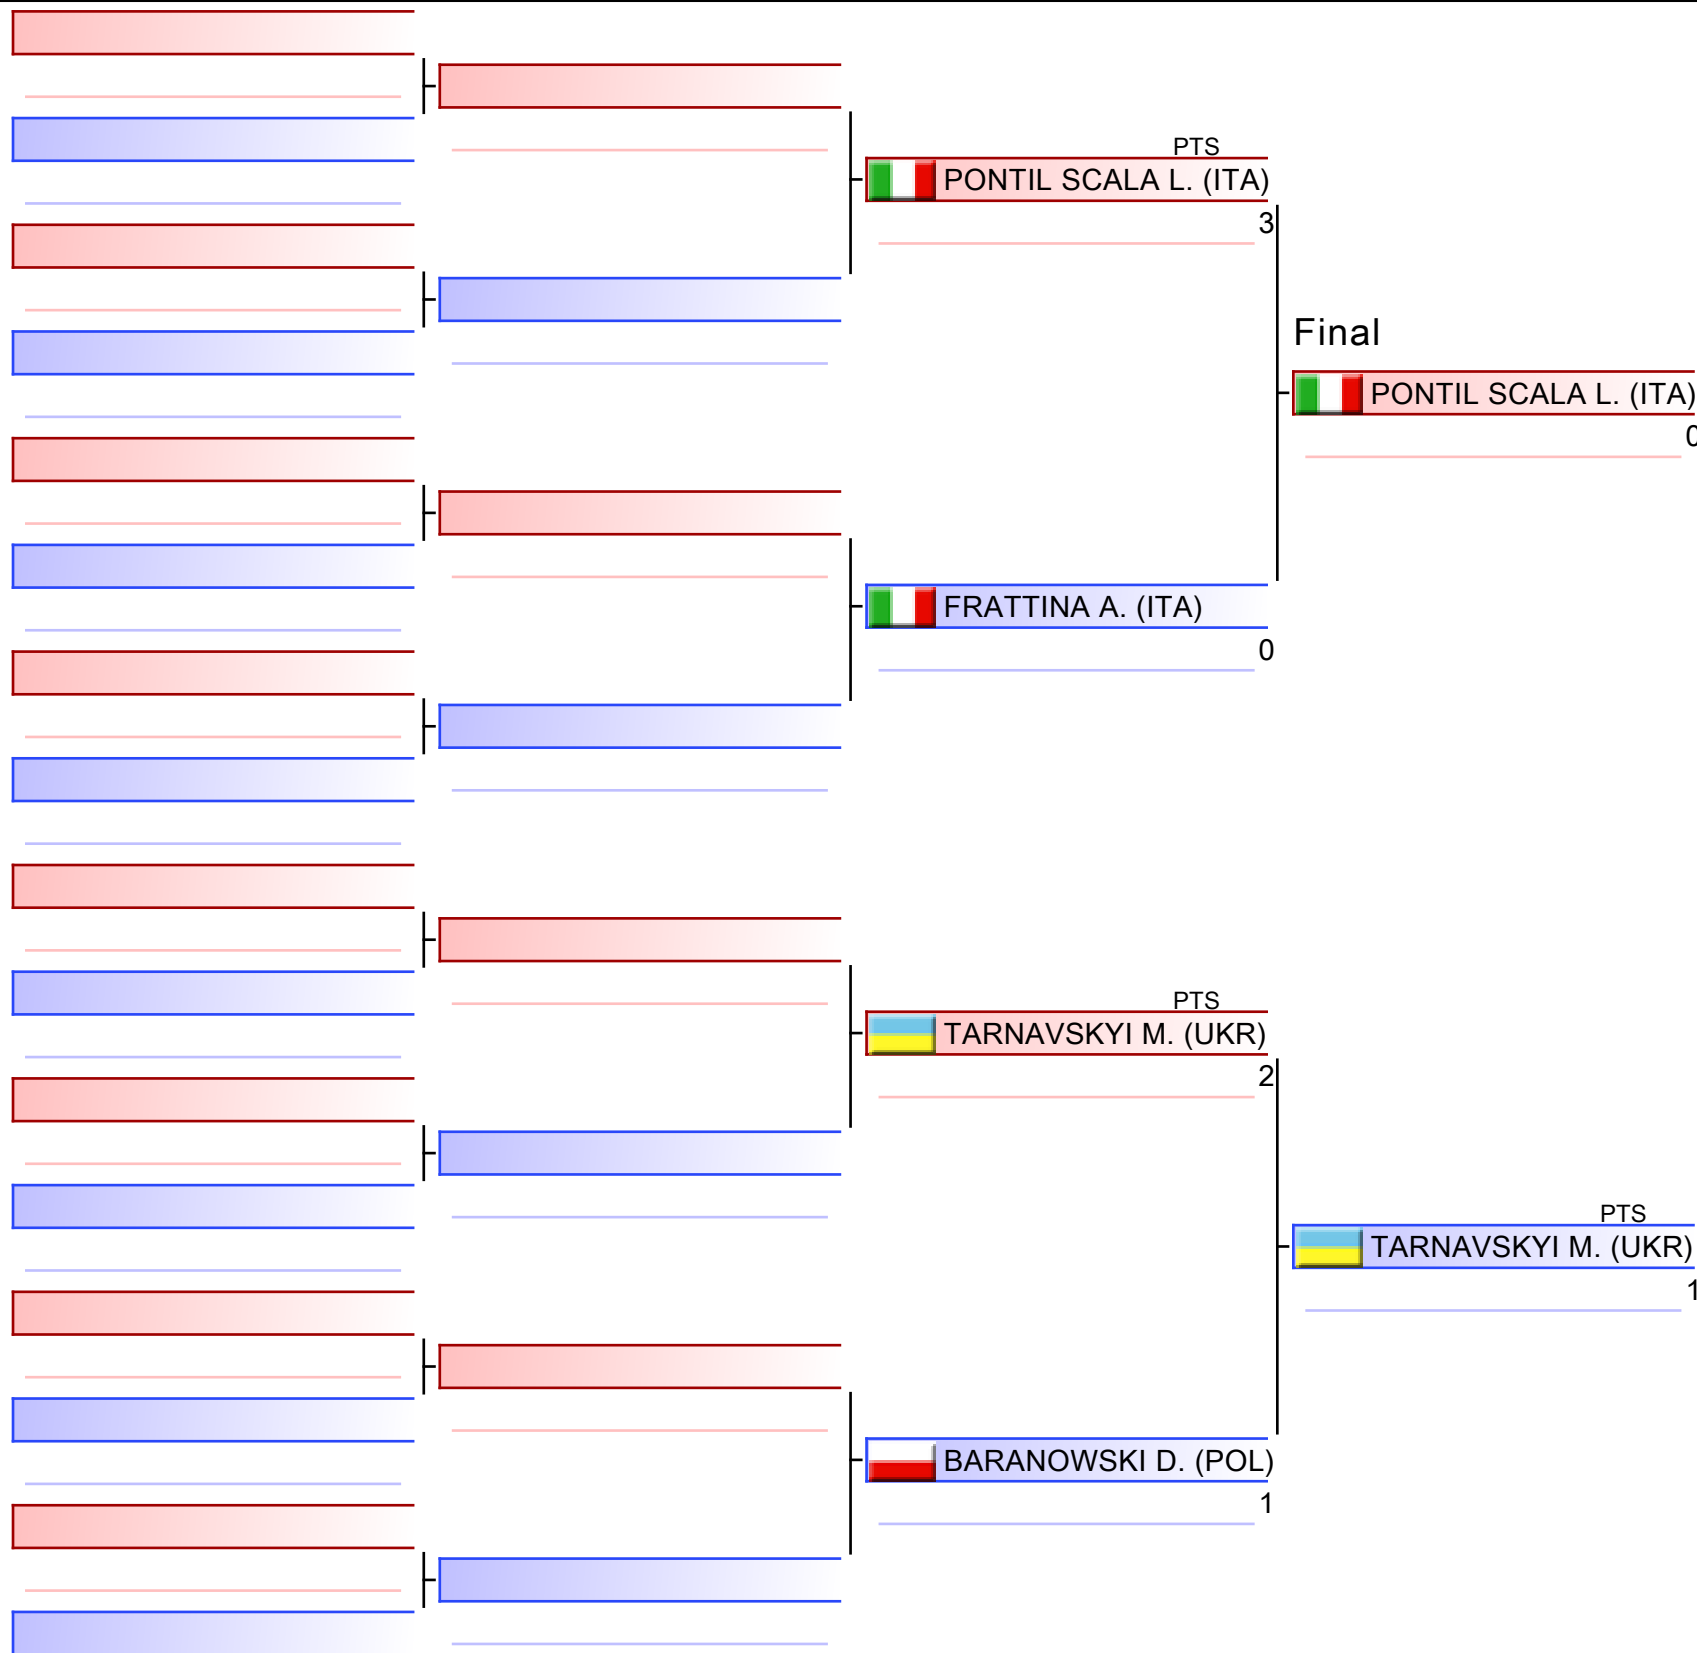 PTS
PONTIL SCALA L. (ITA)
3
Final
PONTIL SCALA L. (ITA)
0
FRATTINA A. (ITA)
0
PTS
TARNAVSKYI M. (UKR)
2
PTS
TARNAVSKYI M. (UKR)
1
BARANOWSKI D. (POL)
1